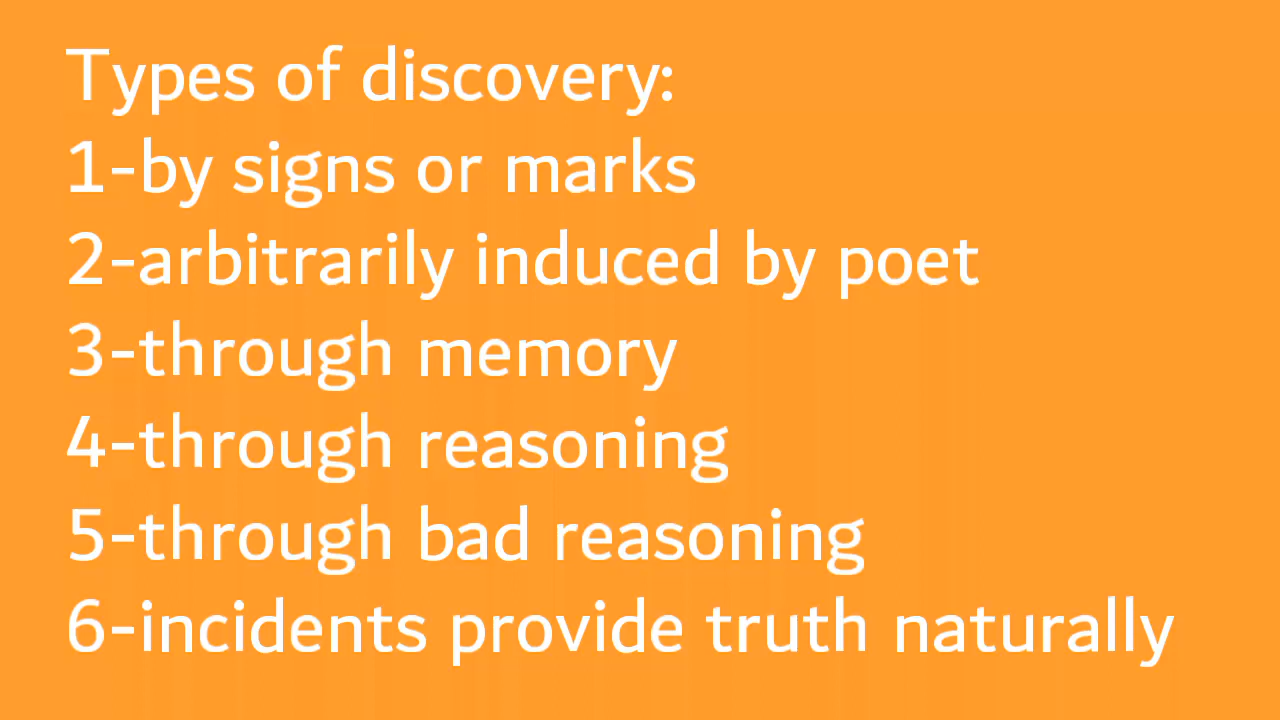 Types of discovery:
1-by signs or marks
2-arbitrarily induced by poet
3-through memory
4-through reasoning
5-through bad reasoning
6-incidents provide truth naturally